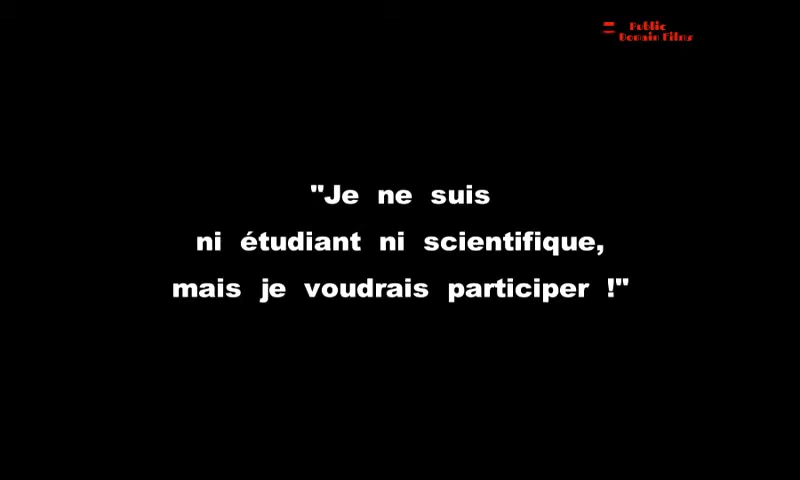 Public
Domain Films
"Je ne suis
ni étudiant ni scientifique,
mais je voudrais participer !"